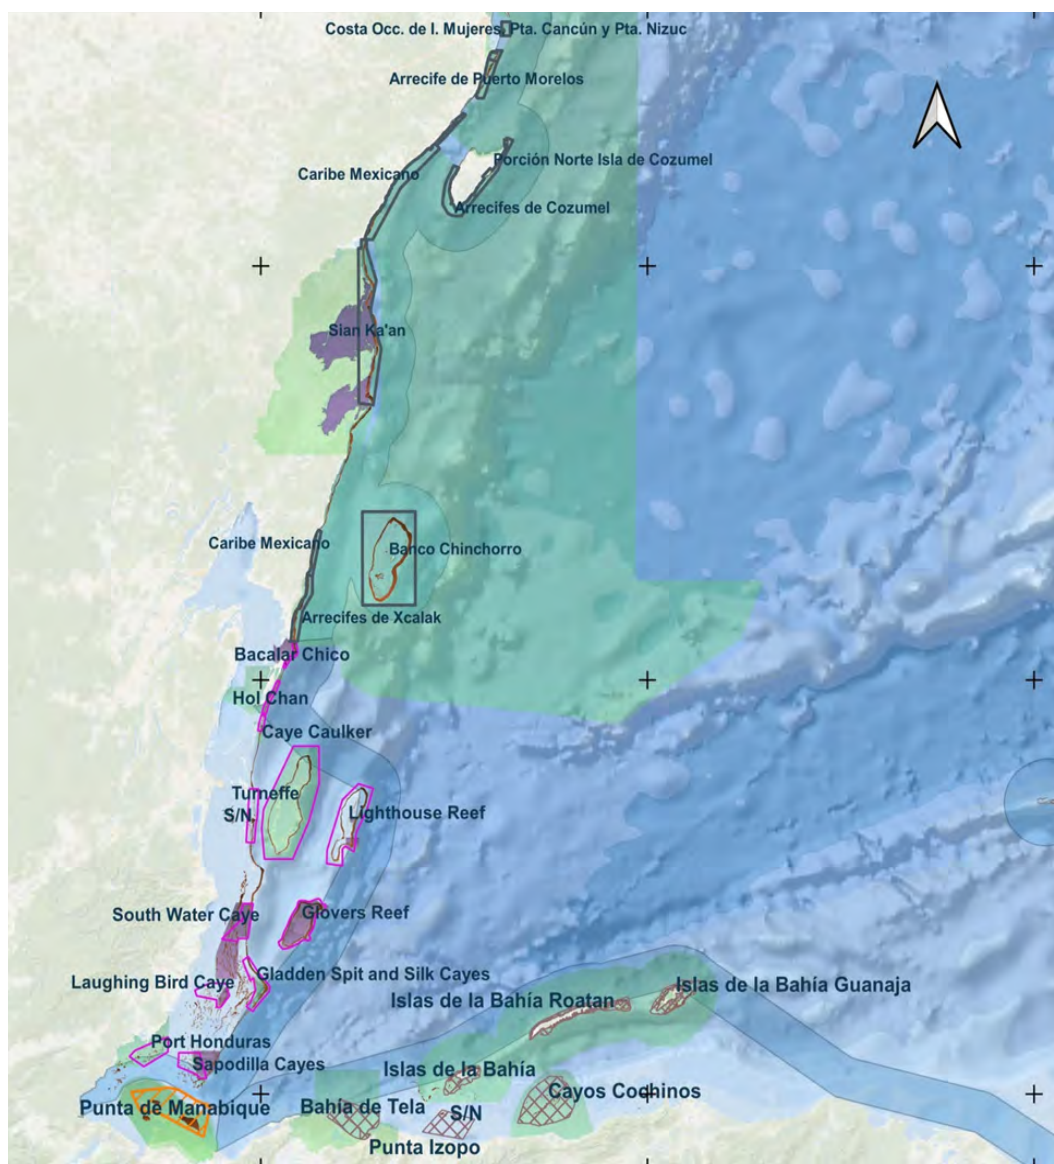 Costa Occ. de I. Mujeres, Pta. Cancún y Pta. Nizuc
Arrecife de Puerto Morelos
Porción Norte Isla de Cozumel
Caribe Mexicano
Arrecifes de Cozumel
Sian Ka'an
Caribe Mexicano
Banco Chinchorro
Arrecifes de Xcalak
Bacalar Chico
Hol Chan
Caye Caulker
Turneffe
S/N
Lighthouse Reef
South Water Caye
Glovers Reef
Laughing Bird Caye
Gladden Spit and Silk Cayes
Islas de la Bahía Guanaja
Islas de la Bahía Roatan
Port Honduras
Sapodilla Cayes
Islas de la Bahía
Cayos Cochinos
Punta de Manabique
Bahía de Tela
S/N
Punta Izopo